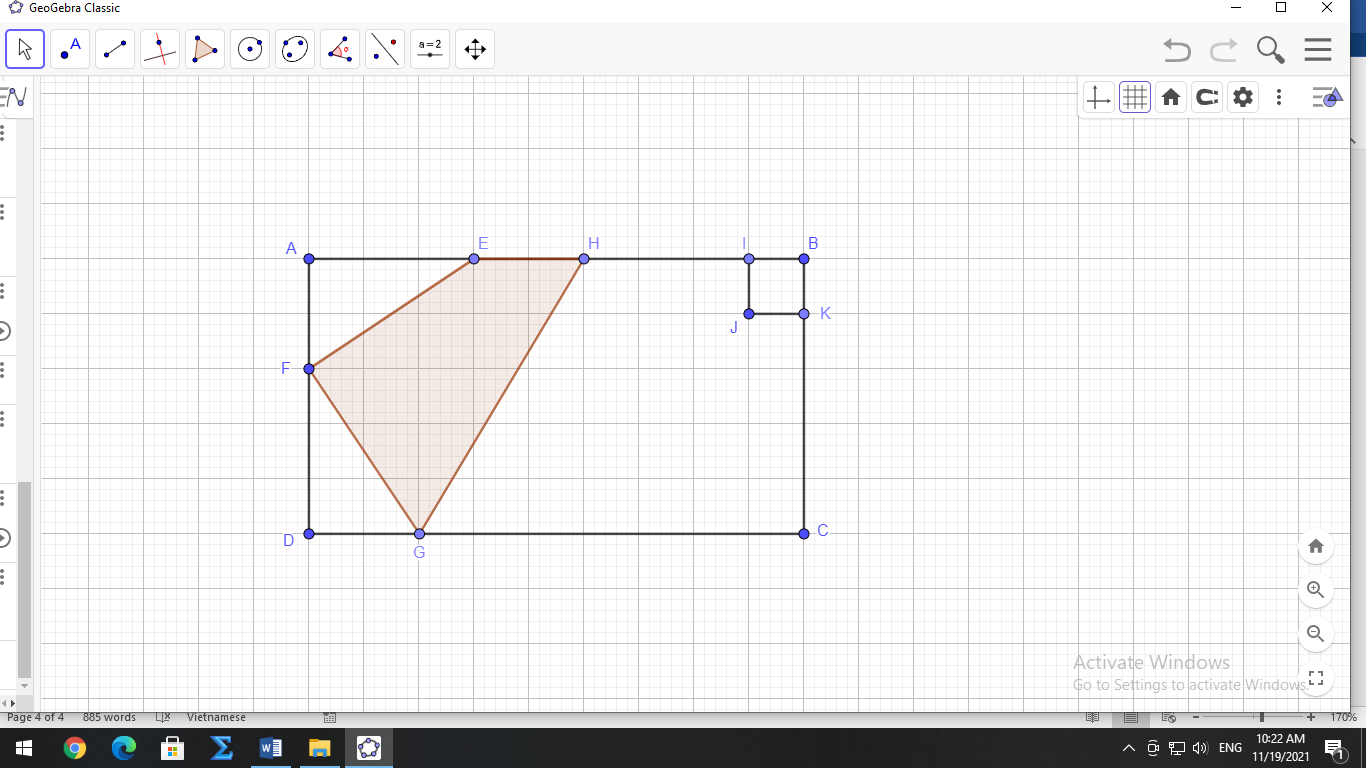 GeoGebra Classic
A
a=2
A
E
H
I
B
J
K
F
D
G
C
Activate Windows
Go to Settings to activate Windows.
Page 4 of 4 885 words Vietnamese 170%
ENG 10:22 AM
11/19/2021
1